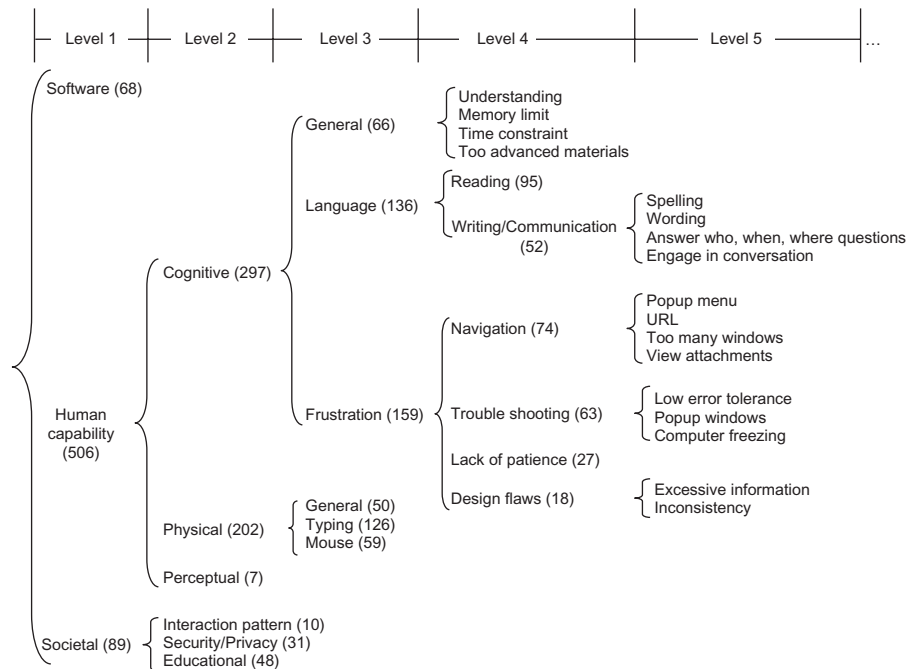 Level 1 Level 2 Level 3 Level 4 Level 5 ...
Software (68)
General (66)
Understanding
Memory limit
Time constraint
Too advanced materials
Language (136)
Reading (95)
Writing/Communication
(52)
Spelling
Wording
Answer who, when, where questions
Engage in conversation
Cognitive (297)
Navigation (74)
Popup menu
URL
Too many windows
View attachments
Human
capability
(506)
Frustration (159)
Trouble shooting (63)
Low error tolerance
Popup windows
Computer freezing
Lack of patience (27)
Design flaws (18)
Excessive information
Inconsistency
Physical (202)
General (50)
Typing (126)
Mouse (59)
Perceptual (7)
Societal (89)
Interaction pattern (10)
Security/Privacy (31)
Educational (48)